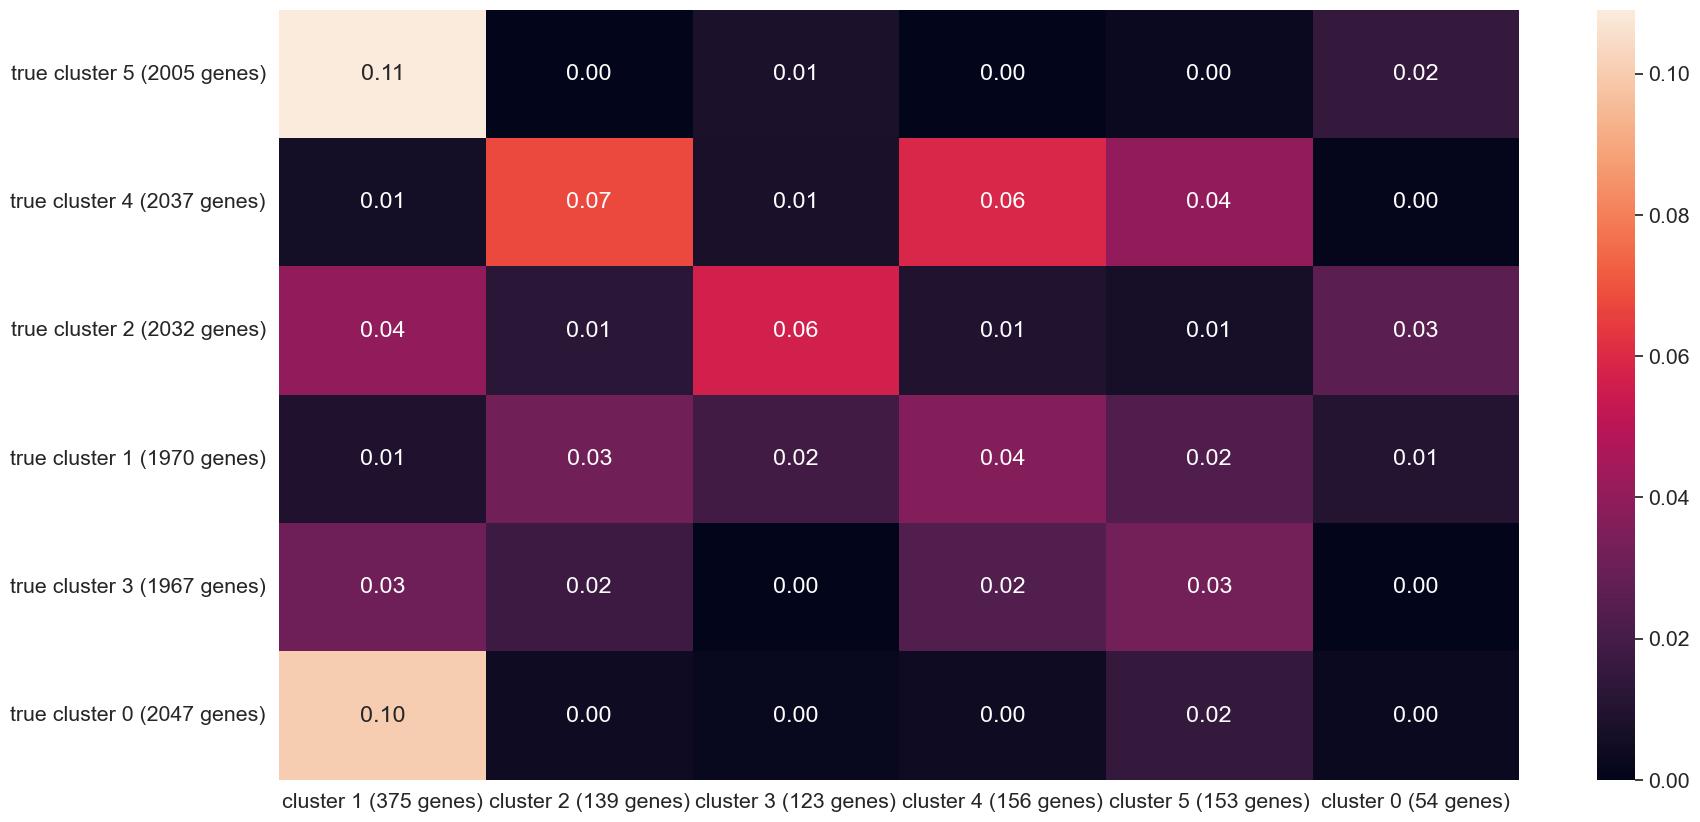 true cluster 5 (2005 genes) 0.11 0.00 0.01 0.00 0.00 0.02
0.10
true cluster 4 (2037 genes) 0.01 0.07 0.01 0.06 0.04 0.00
0.08
true cluster 2 (2032 genes) 0.04 0.01 0.06 0.01 0.01 0.03
0.06
true cluster 1 (1970 genes) 0.01 0.03 0.02 0.04 0.02 0.01
0.04
true cluster 3 (1967 genes) 0.03 0.02 0.00 0.02 0.03 0.00
0.02
true cluster 0 (2047 genes) 0.10 0.00 0.00 0.00 0.02 0.00
0.00
cluster 1 (375 genes) cluster 2 (139 genes) cluster 3 (123 genes) cluster 4 (156 genes) cluster 5 (153 genes) cluster 0 (54 genes)